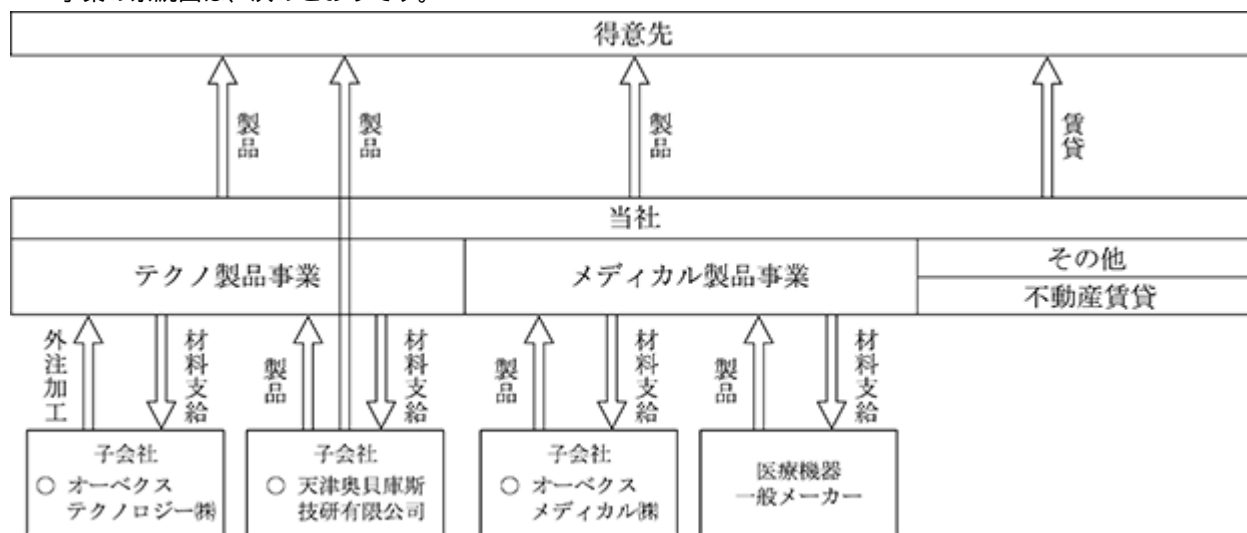 事業の系統図は、次のとおりです。
得意先
製品
製品
製品
賃貸
当社
テクノ製品事業
メディカル製品事業
その他
不動産賃貸
外注加工
材料支給
製品
材料支給
製品
材料支給
製品
材料支給
子会社
○ オーベクス
テクノロジー㈱
子会社
○ 天津奥貝庫斯
技研有限公司
子会社
○ オーベクス
メディカル㈱
医療機器
一般メーカー